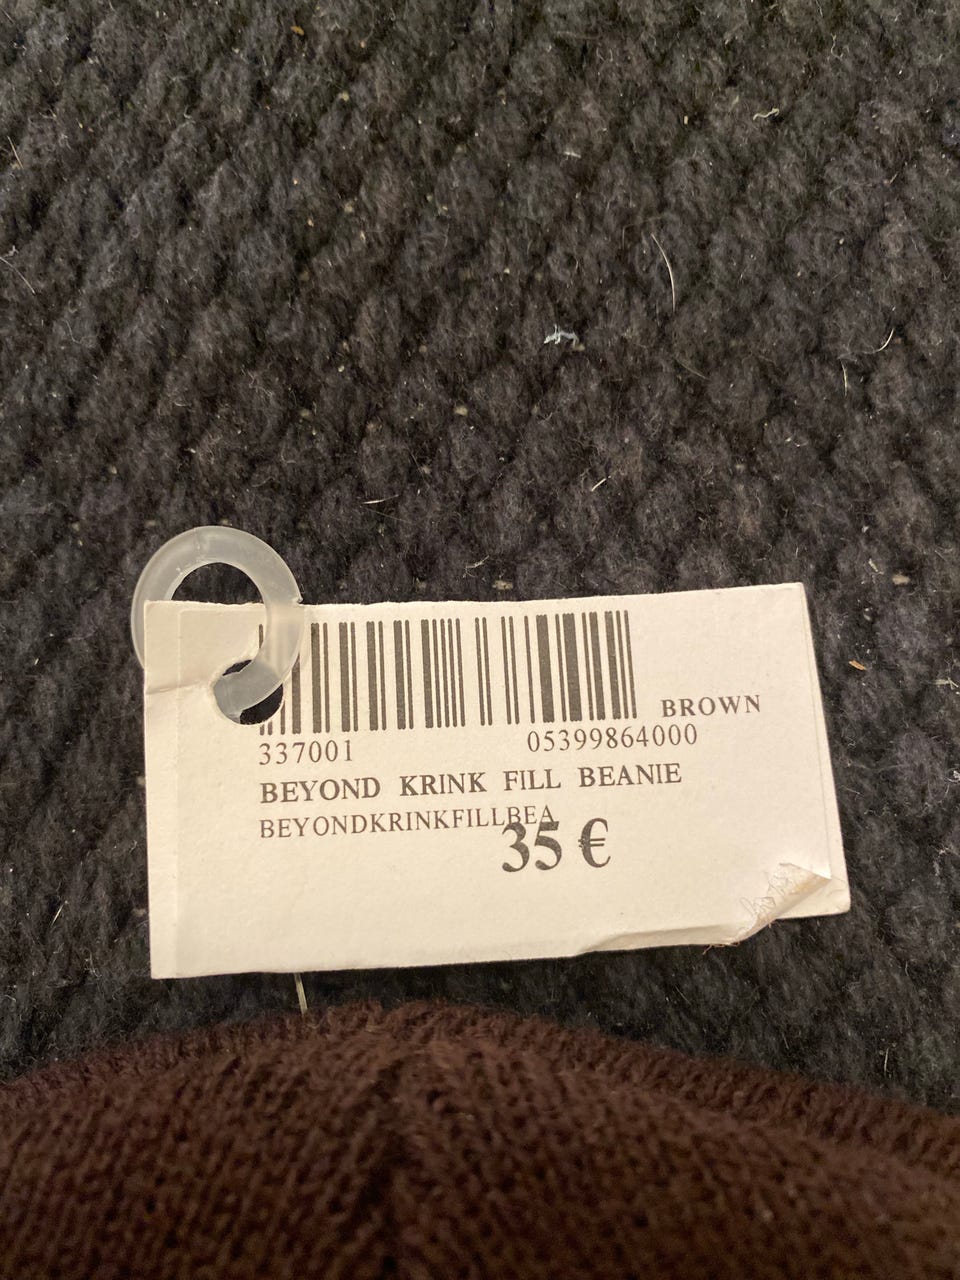 BROWN
337001 05399864000
BEYOND KRINK FILL BEANIE
BEYONDKRINKFILLBEA
35 €